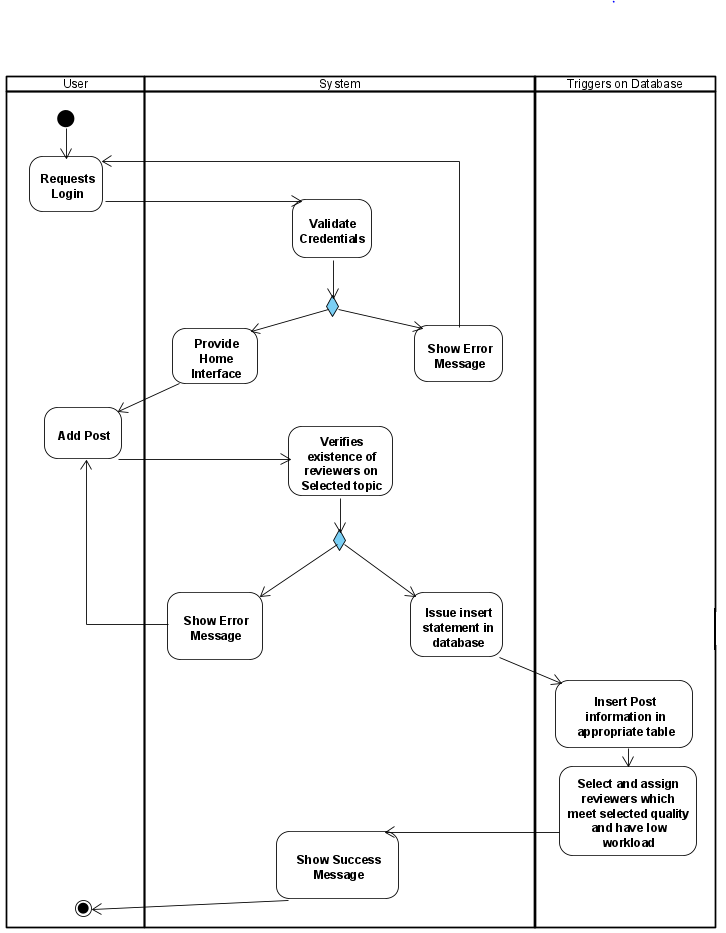 User
System
Triggers on Database
Requests
Login
Validate
Credentials
Provide
Home
Interface
Show Error
Message
Add Post
Verifies
existence of
reviewers on
Selected topic
Show Error
Message
Issue insert
statement in
database
Insert Post
information in
appropriate table
Select and assign
reviewers which
meet selected quality
and have low
workload
Show Success
Message